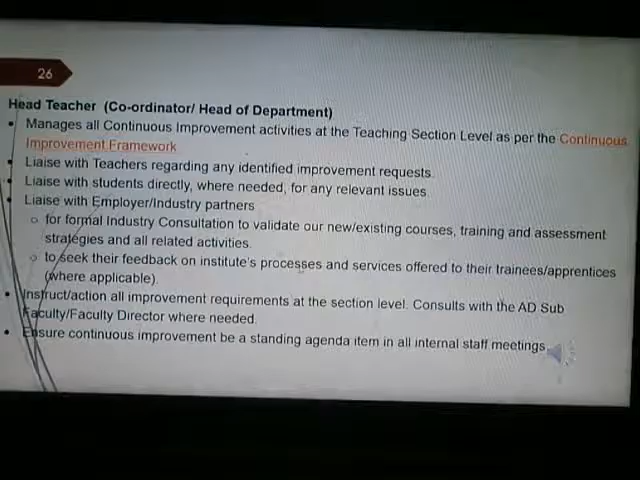 26
Head Teacher (Co-ordinator/ Head of Department)
• Manages all Continuous Improvement activities at the Teaching Section Level as per the Continuous
Improvement Framework
• Liaise with Teachers regarding any identified improvement requests.
• Liaise with students directly, where needed, for any relevant issues.
• Liaise with Employer/Industry partners
o for formal Industry Consultation to validate our new/existing courses, training and assessment
strategies and all related activities.
o to seek their feedback on institute's processes and services offered to their trainees/apprentices
(where applicable).
• Instruct/action all improvement requirements at the section level. Consults with the AD Sub
Faculty/Faculty Director where needed.
• Ensure continuous improvement be a standing agenda item in all internal staff meetings.